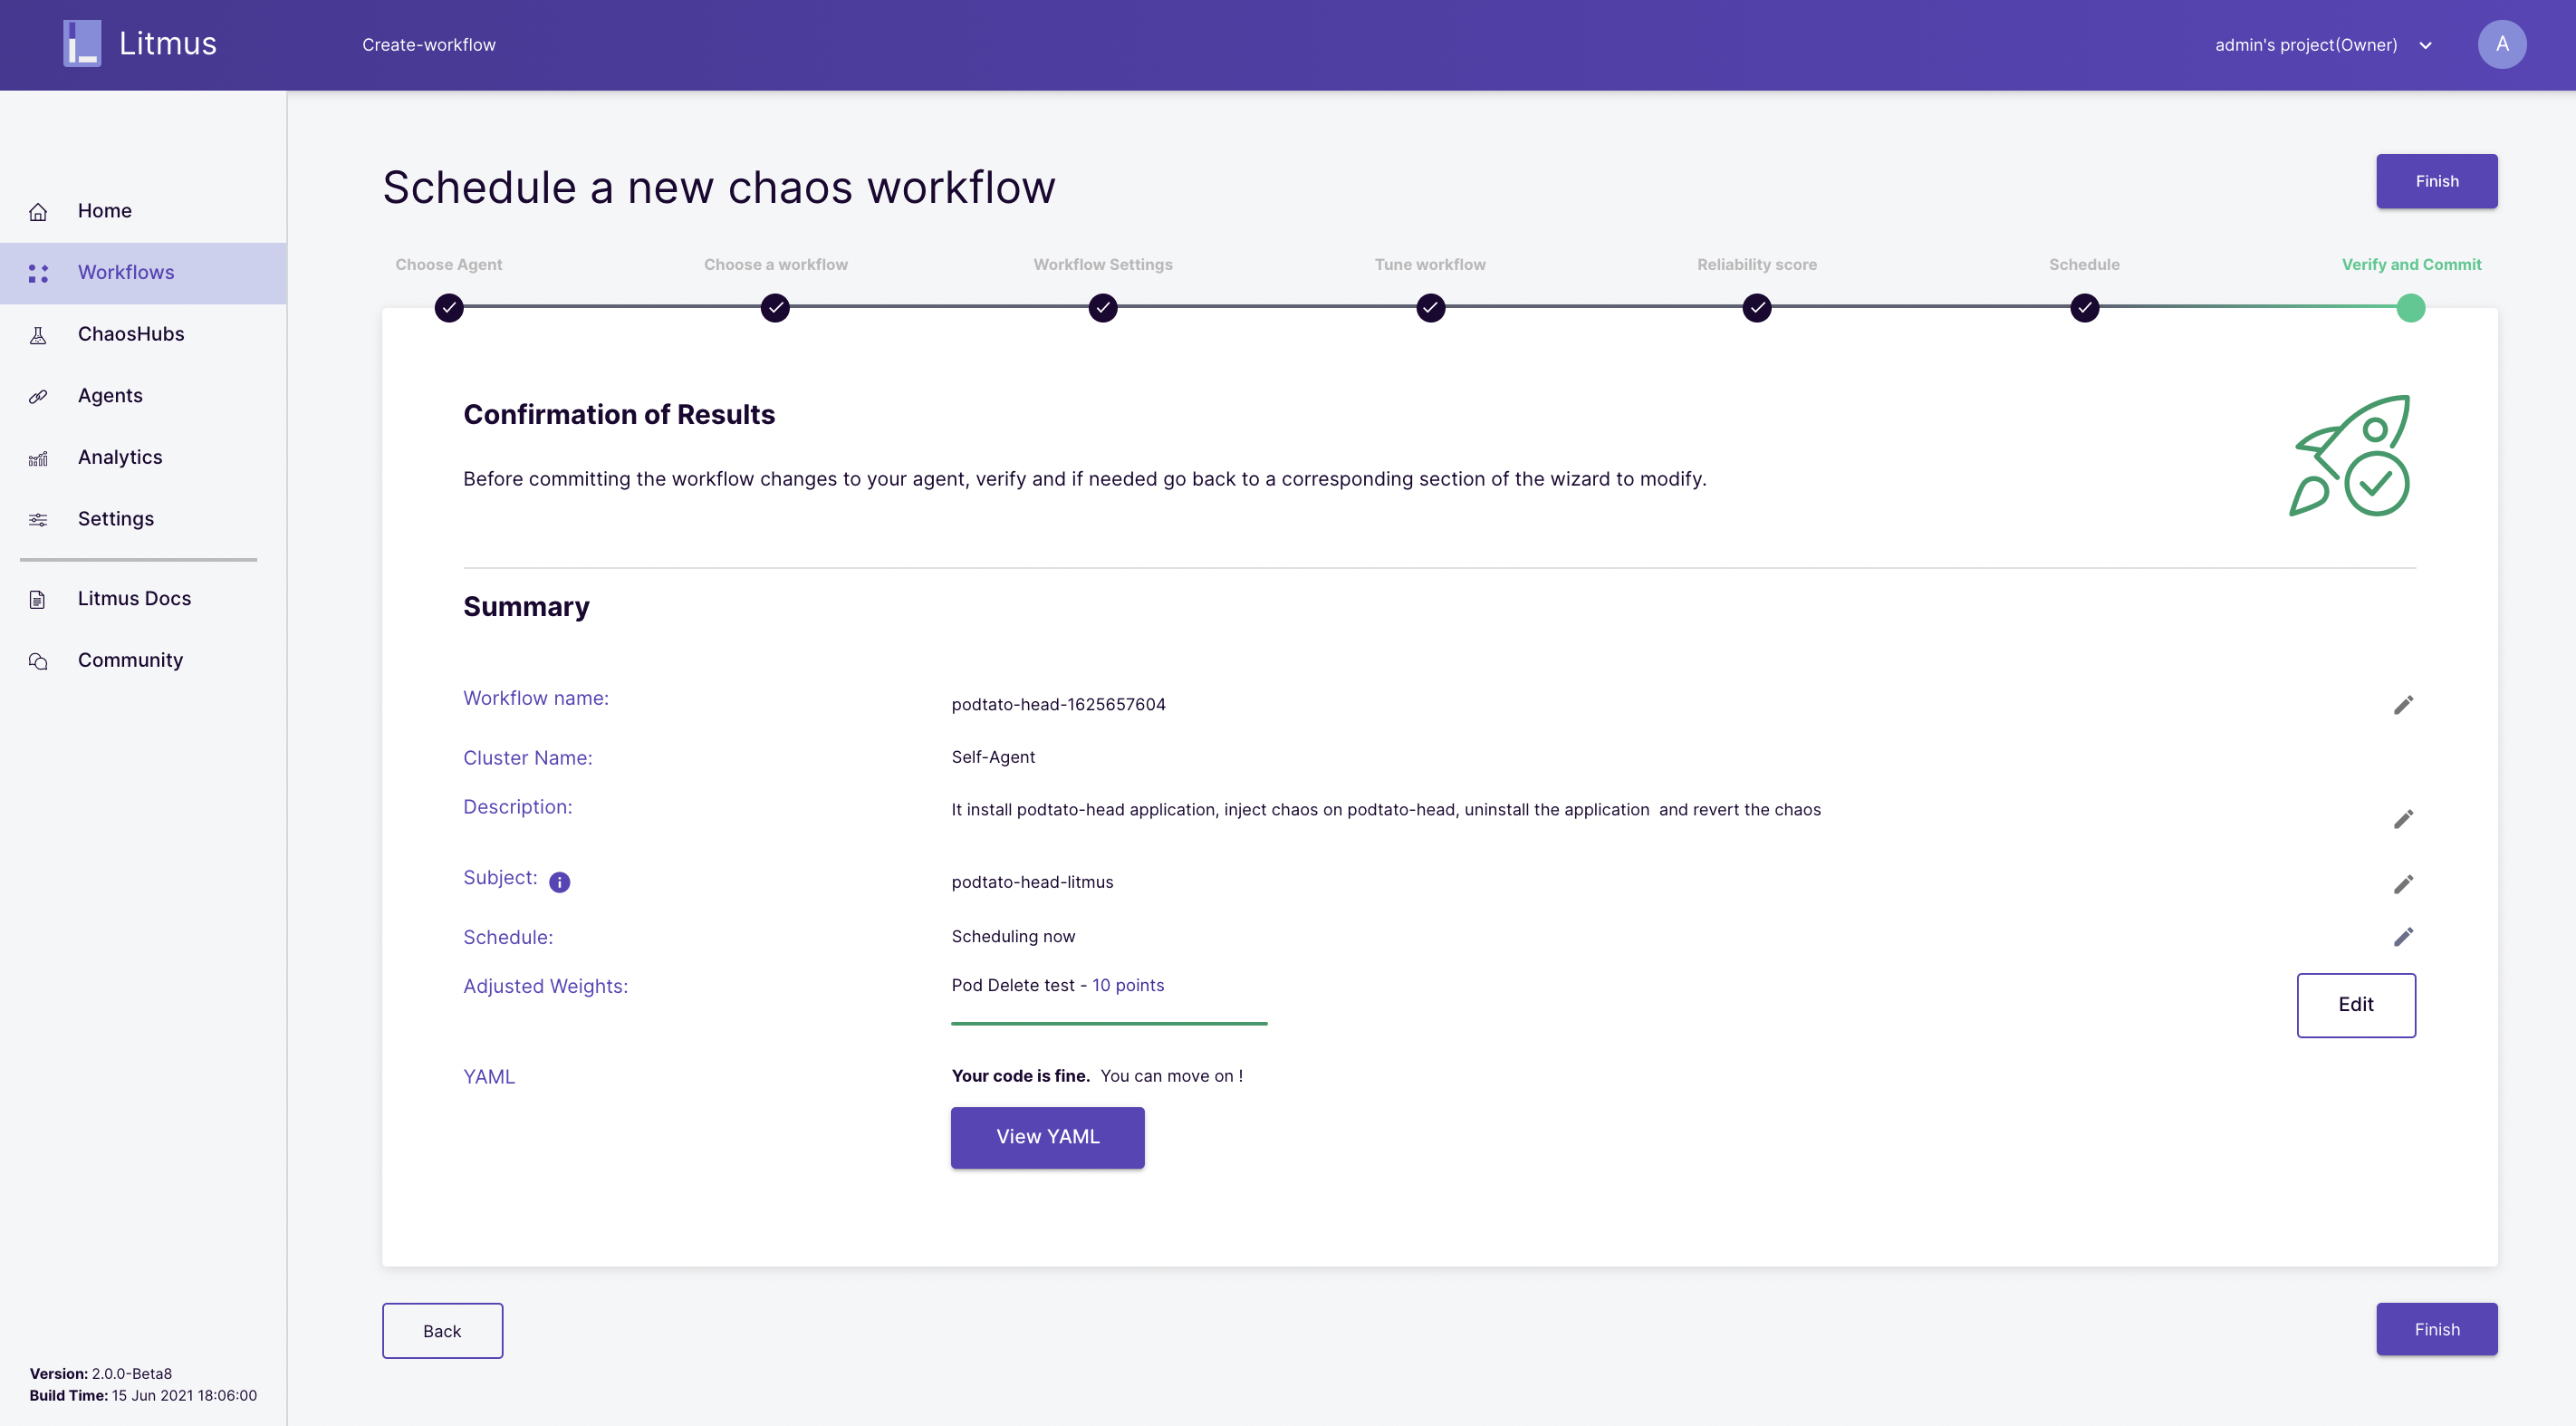 Litmus
Create-workflow
admin's project(Owner)
A
Home
Workflows
ChaosHubs
Agents
Analytics
Settings
Litmus Docs
Community
Version: 2.0.0-Beta8
Build Time: 15 Jun 2021 18:06:00
Schedule a new chaos workflow
Finish
Choose Agent
Choose a workflow
Workflow Settings
Tune workflow
Reliability score
Schedule
Verify and Commit
Confirmation of Results
Before committing the workflow changes to your agent, verify and if needed go back to a corresponding section of the wizard to modify.
Summary
Workflow name: podtato-head-1625657604
Cluster Name: Self-Agent
Description: It install podtato-head application, inject chaos on podtato-head, uninstall the application and revert the chaos
Subject: podtato-head-litmus
Schedule: Scheduling now
Adjusted Weights: Pod Delete test - 10 points
Edit
YAML Your code is fine. You can move on !
View YAML
Back
Finish